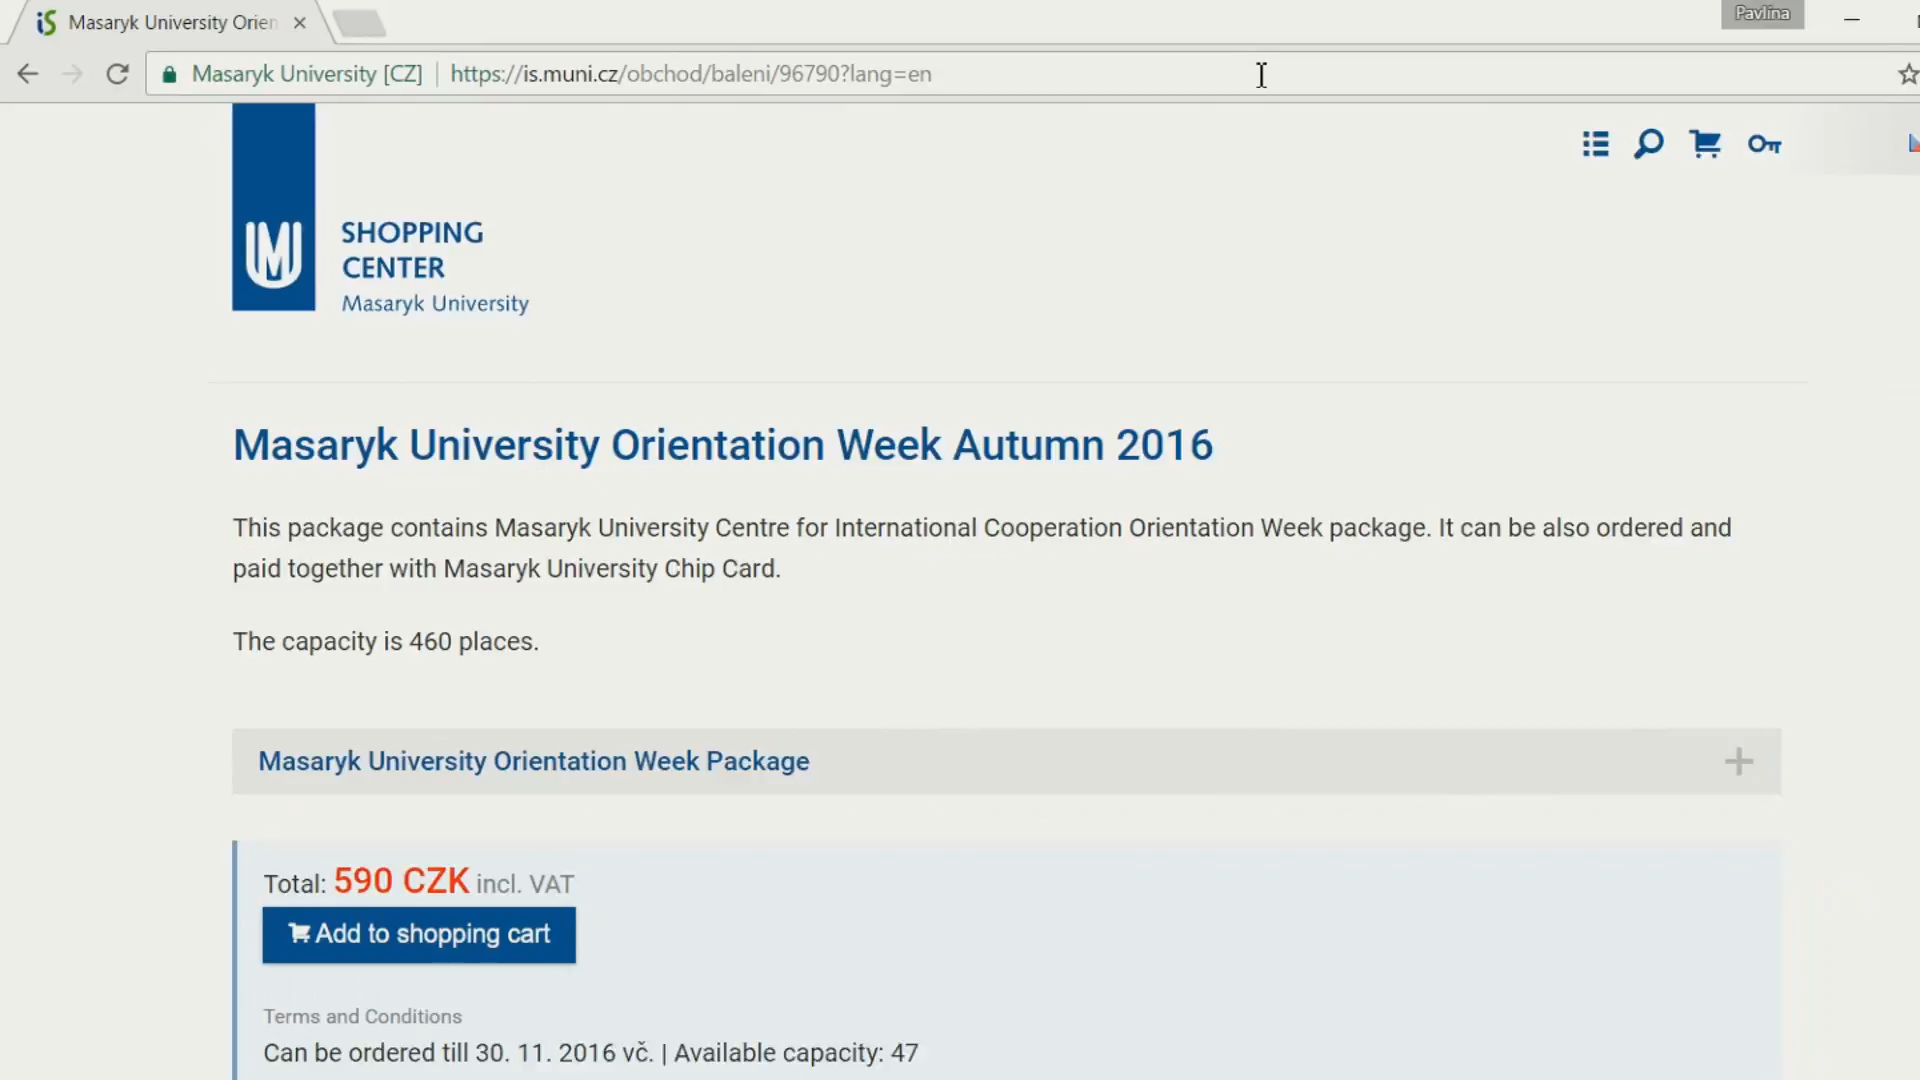 Masaryk University Orien
Pavlina
Masaryk University [CZ]
https://is.muni.cz/obchod/baleni/96790?lang=en
SHOPPING
CENTER
Masaryk University
Masaryk University Orientation Week Autumn 2016
This package contains Masaryk University Centre for International Cooperation Orientation Week package. It can be also ordered and
paid together with Masaryk University Chip Card.
The capacity is 460 places.
Masaryk University Orientation Week Package
Total: 590 CZK incl. VAT
Add to shopping cart
Terms and Conditions
Can be ordered till 30. 11. 2016 vč. | Available capacity: 47